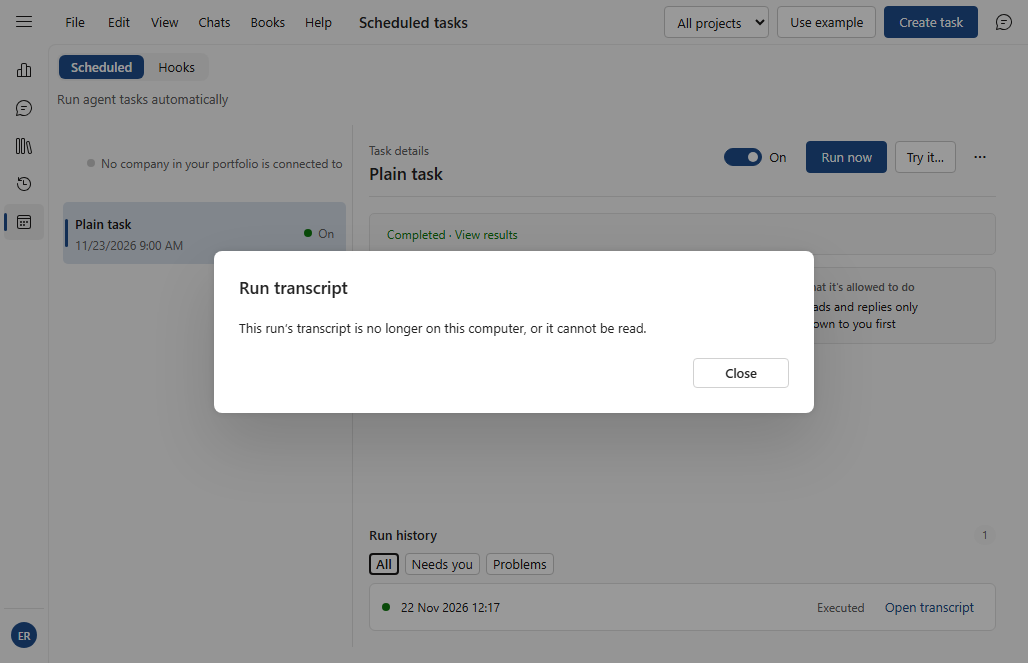 File Edit View Chats Books Help Scheduled tasks All projects Use example Create task
Scheduled Hooks
Run agent tasks automatically
No company in your portfolio is connected to
Task details
Plain task
On Run now Try it... ...
Plain task
11/23/2026 9:00 AM
On
Completed · View results
at it's allowed to do
ads and replies only
own to you first
Run transcript
This run's transcript is no longer on this computer, or it cannot be read.
Close
Run history 1
All Needs you Problems
22 Nov 2026 12:17 Executed Open transcript
ER